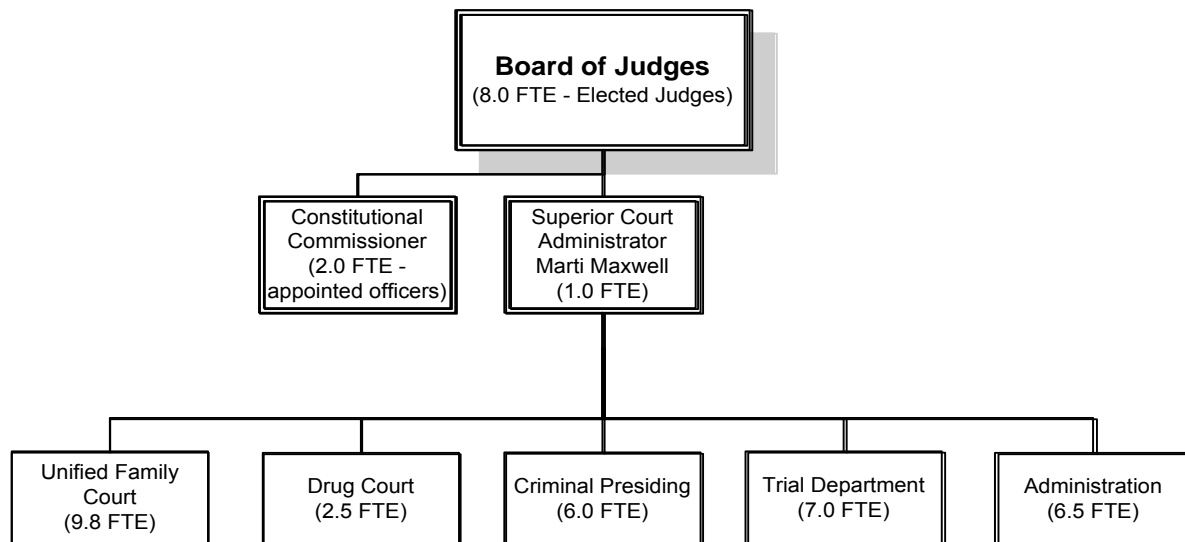 Board of Judges
(8.0 FTE - Elected Judges)
Constitutional
Commissioner
(2.0 FTE -
appointed officers)
Superior Court
Administrator
Marti Maxwell
(1.0 FTE)
Unified Family
Court
(9.8 FTE)
Drug Court
(2.5 FTE)
Criminal Presiding
(6.0 FTE)
Trial Department
(7.0 FTE)
Administration
(6.5 FTE)